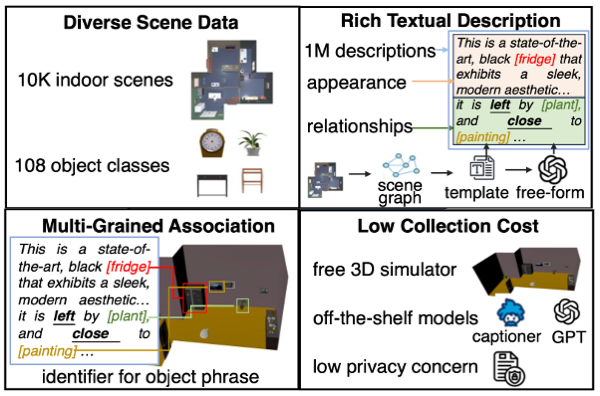 Diverse Scene Data
10K indoor scenes
108 object classes
Rich Textual Description
1M descriptions
appearance
relationships
This is a state-of-the-
art, black [fridge] that
exhibits a sleek,
modern aesthetic...
it is left by [plant],
and close to
[painting] ...
scene
graph
template
free-form
Multi-Grained Association
This is a state-of-
the-art, black [fridge]
that exhibits a sleek,
modern aesthetic...
it is left by [plant],
and close to
[painting] ...
identifier for object phrase
Low Collection Cost
free 3D simulator
off-the-shelf models
captioner
GPT
low privacy concern